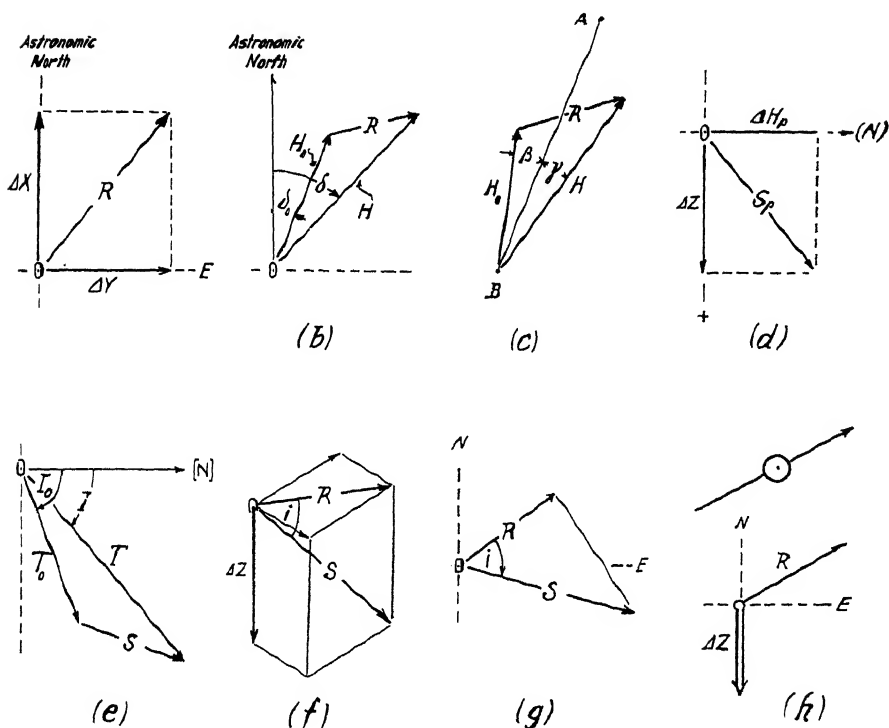 Astronomic
North
ΔX
R
E
ΔY
Astronomic
North
H₀
R
δ
δ₀
H
(b)
A
R
β
γ
H
H₀
B
(c)
ΔHₚ
(N)
ΔZ
Sₚ
+
(d)
[N]
I₀
I
T₀
T
S
(e)
R
i
S
ΔZ
(f)
N
R
i
E
S
(g)
N
R
E
ΔZ
(h)